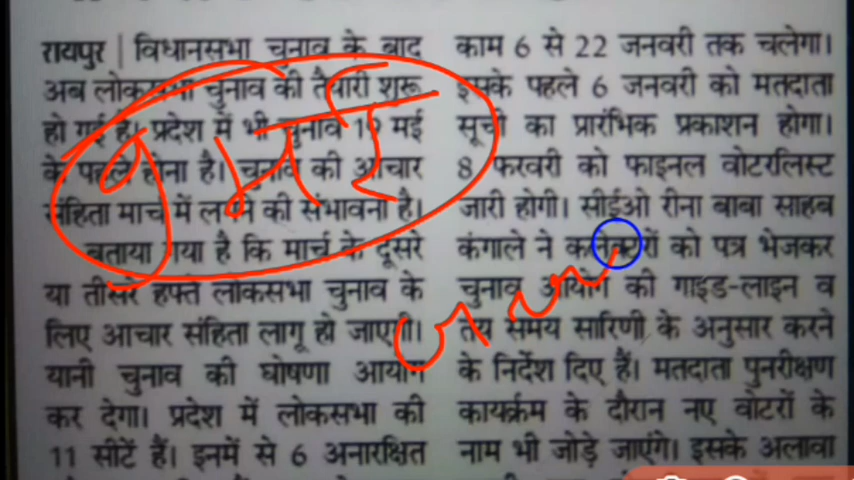 रायपुर | विधानसभा चुनाव के बाद
अब लोकसभा चुनाव की तैयारी शुरू
हो गई है। प्रदेश में भी चुनाव मई
के पहले होना है। चुनाव की आचार
संहिता मार्च में लगने की संभावना है।
बताया गया है कि मार्च के दूसरे
या तीसरे हफ्ते लोकसभा चुनाव के
लिए आचार संहिता लागू हो जाएगी।
यानी चुनाव की घोषणा आयोग
कर देगा। प्रदेश में लोकसभा की
11 सीटें हैं। इनमें से 6 अनारक्षित
काम 6 से 22 जनवरी तक चलेगा।
इसके पहले 6 जनवरी को मतदाता
सूची का प्रारंभिक प्रकाशन होगा।
8 फरवरी को फाइनल वोटरलिस्ट
जारी होगी। सीईओ रीना बाबा साहब
कंगाले ने कलेक्टरों को पत्र भेजकर
चुनाव आयोग की गाइड-लाइन व
तय समय सारिणी के अनुसार करने
के निर्देश दिए हैं। मतदाता पुनरीक्षण
कार्यक्रम के दौरान नए वोटरों के
नाम भी जोड़े जाएंगे। इसके अलावा